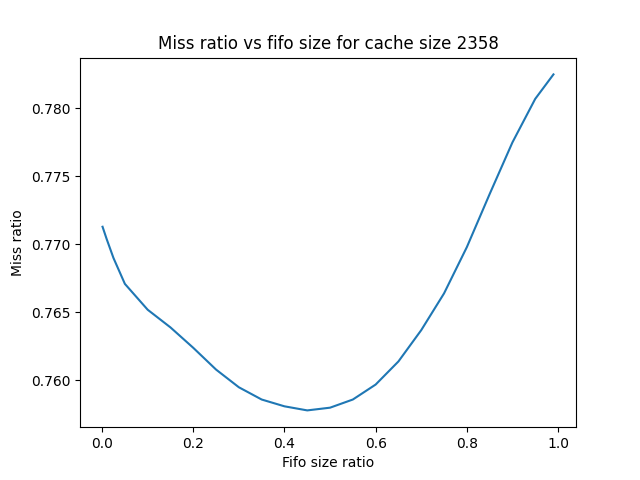 Miss ratio vs fifo size for cache size 2358
0.780
0.775
0.770
0.765
0.760
Miss ratio
0.0 0.2 0.4 0.6 0.8 1.0
Fifo size ratio